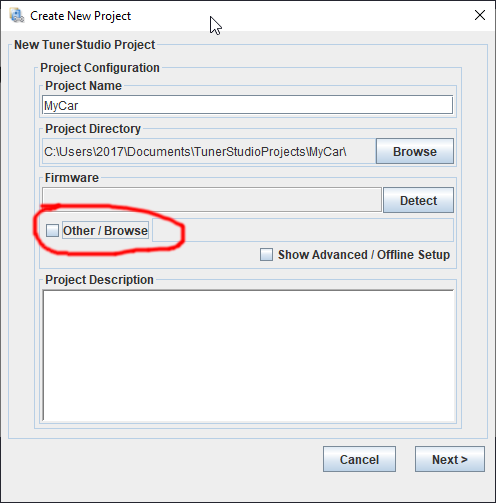 Create New Project
New TunerStudio Project
Project Configuration
Project Name
MyCar
Project Directory
C:\Users\2017\Documents\TunerStudioProjects\MyCar\
Browse
Firmware
Detect
Other / Browse
Show Advanced / Offline Setup
Project Description
Cancel
Next >